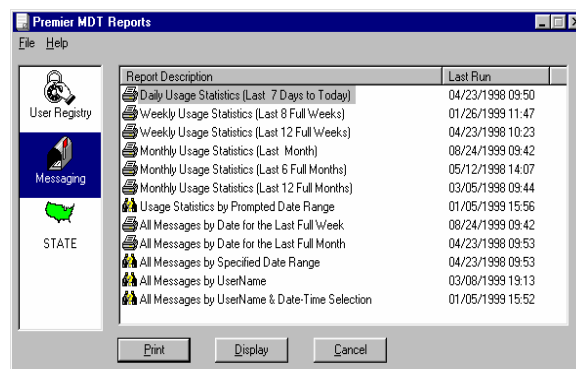 Premier MDT Reports
File Help
User Registry
Messaging
STATE
Report Description Last Run
Daily Usage Statistics (Last 7 Days to Today) 04/23/1998 09:50
Weekly Usage Statistics (Last 8 Full Weeks) 01/26/1999 11:47
Weekly Usage Statistics (Last 12 Full Weeks) 04/23/1998 10:23
Monthly Usage Statistics (Last Month) 08/24/1999 09:42
Monthly Usage Statistics (Last 6 Full Months) 05/12/1998 14:07
Monthly Usage Statistics (Last 12 Full Months) 03/05/1998 09:44
Usage Statistics by Prompted Date Range 01/05/1999 15:56
All Messages by Date for the Last Full Week 08/24/1999 09:42
All Messages by Date for the Last Full Month 04/23/1998 09:53
All Messages by Specified Date Range 04/23/1998 09:53
All Messages by UserName 03/08/1999 19:13
All Messages by UserName & Date-Time Selection 01/05/1999 15:52
Print Display Cancel